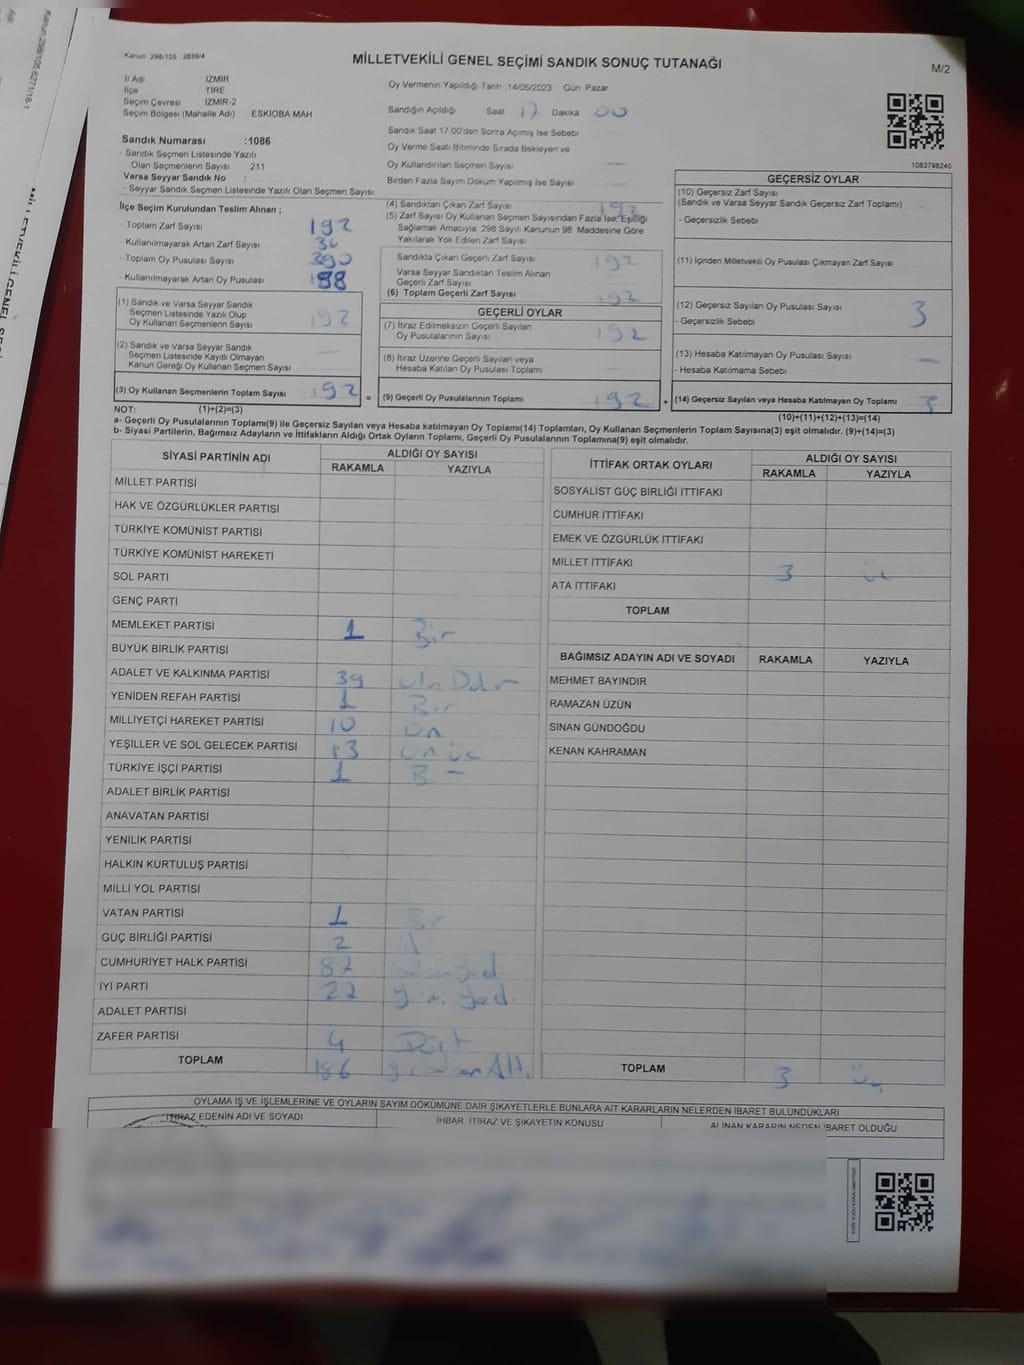 Kanun 298/105 2839/4
MİLLETVEKİLİ GENEL SEÇİMİ SANDIK SONUÇ TUTANAĞI
M/2
İl Adı İZMİR
İlçe TİRE
Seçim Çevresi İZMİR-2
Seçim Bölgesi (Mahalle Adı) ESKİOBA MAH
Oy Vermenin Yapıldığı Tarih :14/05/2023 Gün: Pazar
Sandığın Açıldığı Saat 17 Dakika 00
Sandık Saat 17:00'den Sonra Açılmış İse Sebebi
Oy Verme Saati Bitiminde Sırada Bekleyen ve
Oy Kullandırılan Seçmen Sayısı —
Birden Fazla Sayım Döküm Yapılmış İse Sayısı
1083798240
Sandık Numarası :1086
- Sandık Seçmen Listesinde Yazılı
Olan Seçmenlerin Sayısı 211
Varsa Seyyar Sandık No :
- Seyyar Sandık Seçmen Listesinde Yazılı Olan Seçmen Sayısı
İlçe Seçim Kurulundan Teslim Alınan ;
- Toplam Zarf Sayısı 192
- Kullanılmayarak Artan Zarf Sayısı
- Toplam Oy Pusulası Sayısı 390
- Kullanılmayarak Artan Oy Pusulası 198
(1) Sandık ve Varsa Seyyar Sandık
Seçmen Listesinde Yazılı Olup
Oy Kullanan Seçmenlerin Sayısı 192
(2) Sandık ve Varsa Seyyar Sandık
Seçmen Listesinde Kayıtlı Olmayan
Kanun Gereği Oy Kullanan Seçmen Sayısı —
(3) Oy Kullanan Seçmenlerin Toplam Sayısı 192 =
(4) Sandıktan Çıkan Zarf Sayısı 192
(5) Zarf Sayısı Oy Kullanan Seçmen Sayısından Fazla İse, Eşitliği
Sağlamak Amacıyla, 298 Sayılı Kanunun 98. Maddesine Göre
Yakılarak Yok Edilen Zarf Sayısı
Sandıkta Çıkan Geçerli Zarf Sayısı 192
Varsa Seyyar Sandıktan Teslim Alınan
Geçerli Zarf Sayısı
(6) Toplam Geçerli Zarf Sayısı 192
GEÇERLİ OYLAR
(7) İtiraz Edilmeksizin Geçerli Sayılan
Oy Pusulalarının Sayısı 192
(8) İtiraz Üzerine Geçerli Sayılan veya
Hesaba Katılan Oy Pusulası Toplamı
(9) Geçerli Oy Pusulalarının Toplamı 192 +
GEÇERSİZ OYLAR
(10) Geçersiz Zarf Sayısı
(Sandık ve Varsa Seyyar Sandık Geçersiz Zarf Toplamı)
- Geçersizlik Sebebi
(11) İçinden Milletvekili Oy Pusulası Çıkmayan Zarf Sayısı
(12) Geçersiz Sayılan Oy Pusulası Sayısı 3
- Geçersizlik Sebebi
(13) Hesaba Katılmayan Oy Pusulası Sayısı —
- Hesaba Katılmama Sebebi
(14) Geçersiz Sayılan veya Hesaba Katılmayan Oy Toplamı 3
NOT: (1)+(2)=(3)
(10)+(11)+(12)+(13)=(14)
a- Geçerli Oy Pusulalarının Toplamı(9) ile Geçersiz Sayılan veya Hesaba katılmayan Oy Toplamı(14) Toplamları, Oy Kullanan Seçmenlerin Toplam Sayısına(3) eşit olmalıdır. (9)+(14)=(3)
b- Siyasi Partilerin, Bağımsız Adayların ve İttifakların Aldığı Ortak Oyların Toplamı, Geçerli Oy Pusulalarının Toplamına(9) eşit olmalıdır.
SİYASİ PARTİNİN ADI ALDIĞI OY SAYISI
RAKAMLA YAZIYLA
MİLLET PARTİSİ
HAK VE ÖZGÜRLÜKLER PARTİSİ
TÜRKİYE KOMÜNİST PARTİSİ
TÜRKİYE KOMÜNİST HAREKETİ
SOL PARTİ
GENÇ PARTİ
MEMLEKET PARTİSİ 1 Bir
BÜYÜK BİRLİK PARTİSİ
ADALET VE KALKINMA PARTİSİ 39
YENİDEN REFAH PARTİSİ 1 Bir
MİLLİYETÇİ HAREKET PARTİSİ 10 On
YEŞİLLER VE SOL GELECEK PARTİSİ 13 On üç
TÜRKİYE İŞÇİ PARTİSİ 1 Bir
ADALET BİRLİK PARTİSİ
ANAVATAN PARTİSİ
YENİLİK PARTİSİ
HALKIN KURTULUŞ PARTİSİ
MİLLİ YOL PARTİSİ
VATAN PARTİSİ 1 Bir
GÜÇ BİRLİĞİ PARTİSİ 2
CUMHURİYET HALK PARTİSİ 87
İYİ PARTİ 27
ADALET PARTİSİ
ZAFER PARTİSİ 4 Dört
TOPLAM 186
İTTİFAK ORTAK OYLARI ALDIĞI OY SAYISI
RAKAMLA YAZIYLA
SOSYALİST GÜÇ BİRLİĞİ İTTİFAKI
CUMHUR İTTİFAKI
EMEK VE ÖZGÜRLÜK İTTİFAKI
MİLLET İTTİFAKI 3 üç
ATA İTTİFAKI
TOPLAM
BAĞIMSIZ ADAYIN ADI VE SOYADI RAKAMLA YAZIYLA
MEHMET BAYINDIR
RAMAZAN ÜZÜN
SİNAN GÜNDOĞDU
KENAN KAHRAMAN
TOPLAM 3 Üç
OYLAMA İŞ VE İŞLEMLERİNE VE OYLARIN SAYIM DÖKÜMÜNE DAİR ŞİKAYETLERLE BUNLARA AİT KARARLARIN NELERDEN İBARET BULUNDUKLARI
İTİRAZ EDENİN ADI VE SOYADI İHBAR, İTİRAZ VE ŞİKAYETİN KONUSU ALINAN KARARIN NEDEN İBARET OLDUĞU